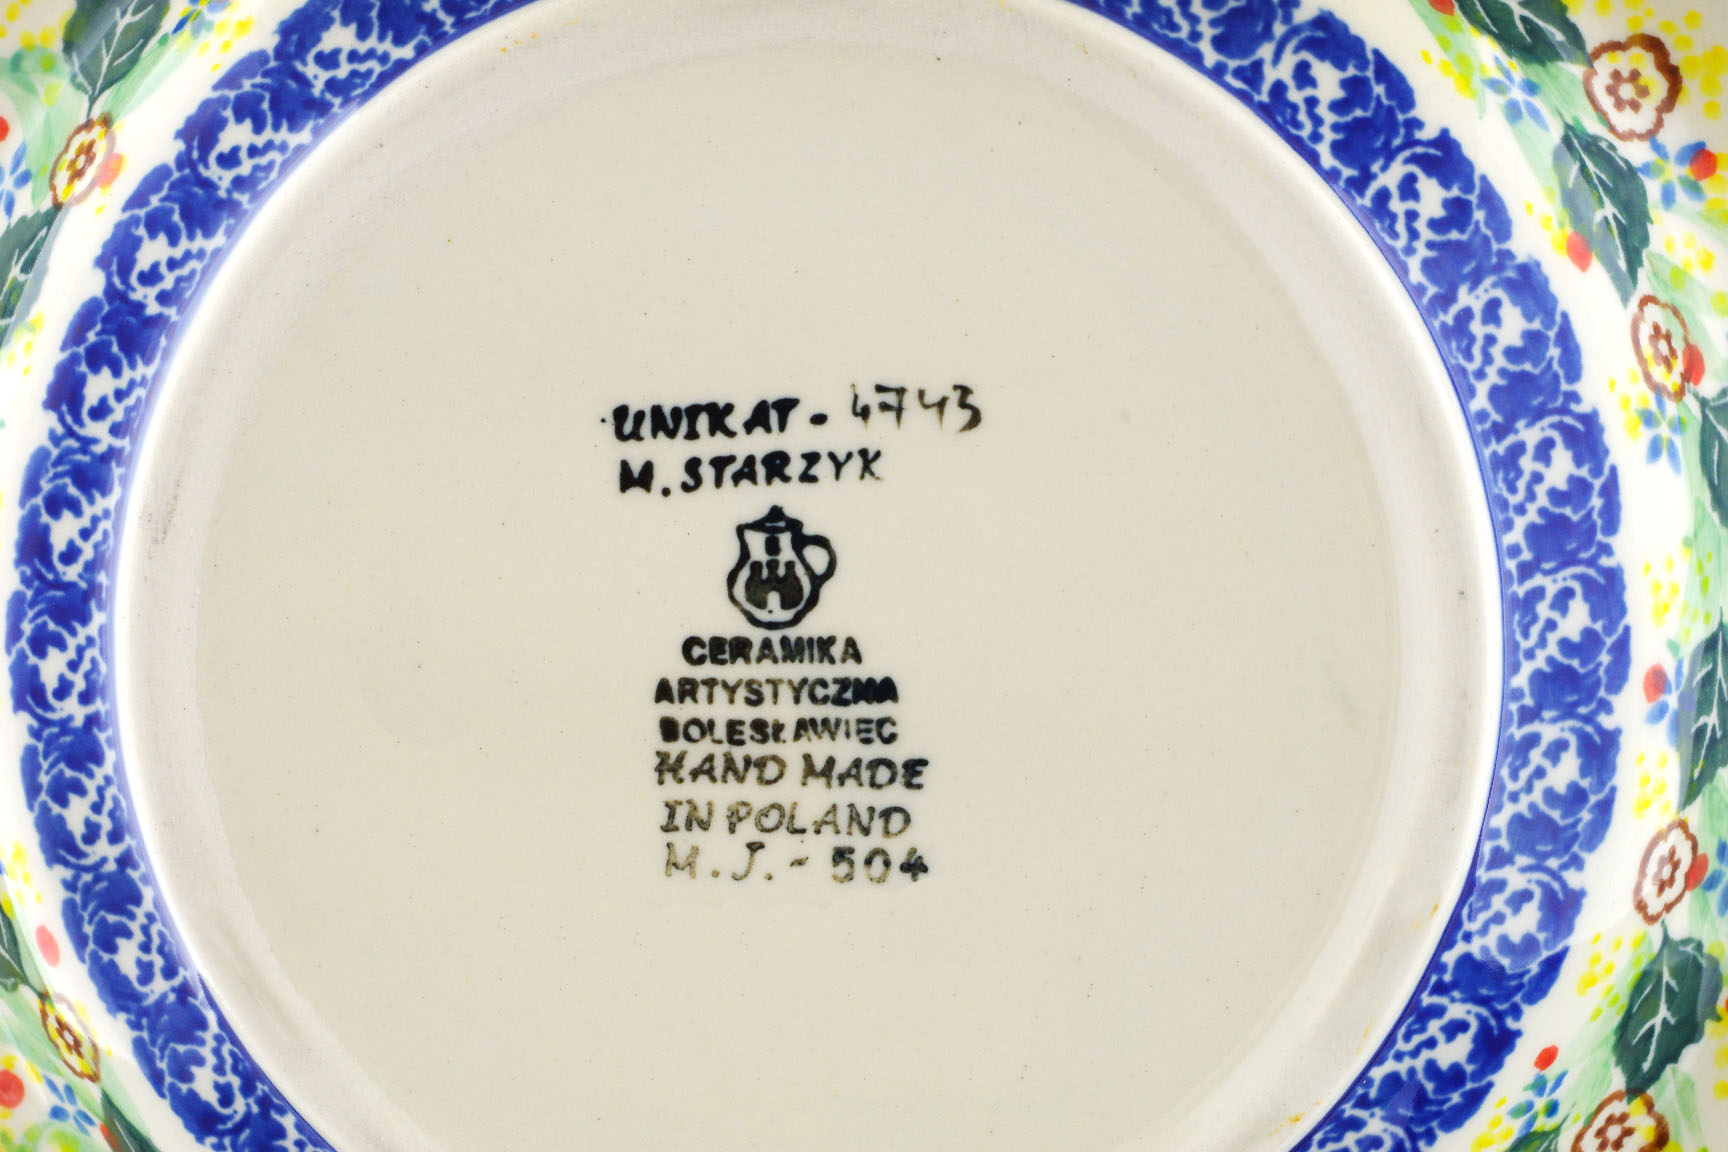 UNIKAT - 4743
M. STARZYK
CERAMIKA
ARTYSTYCZNA
BOLESŁAWIEC
HAND MADE
IN POLAND
M.J. - 504